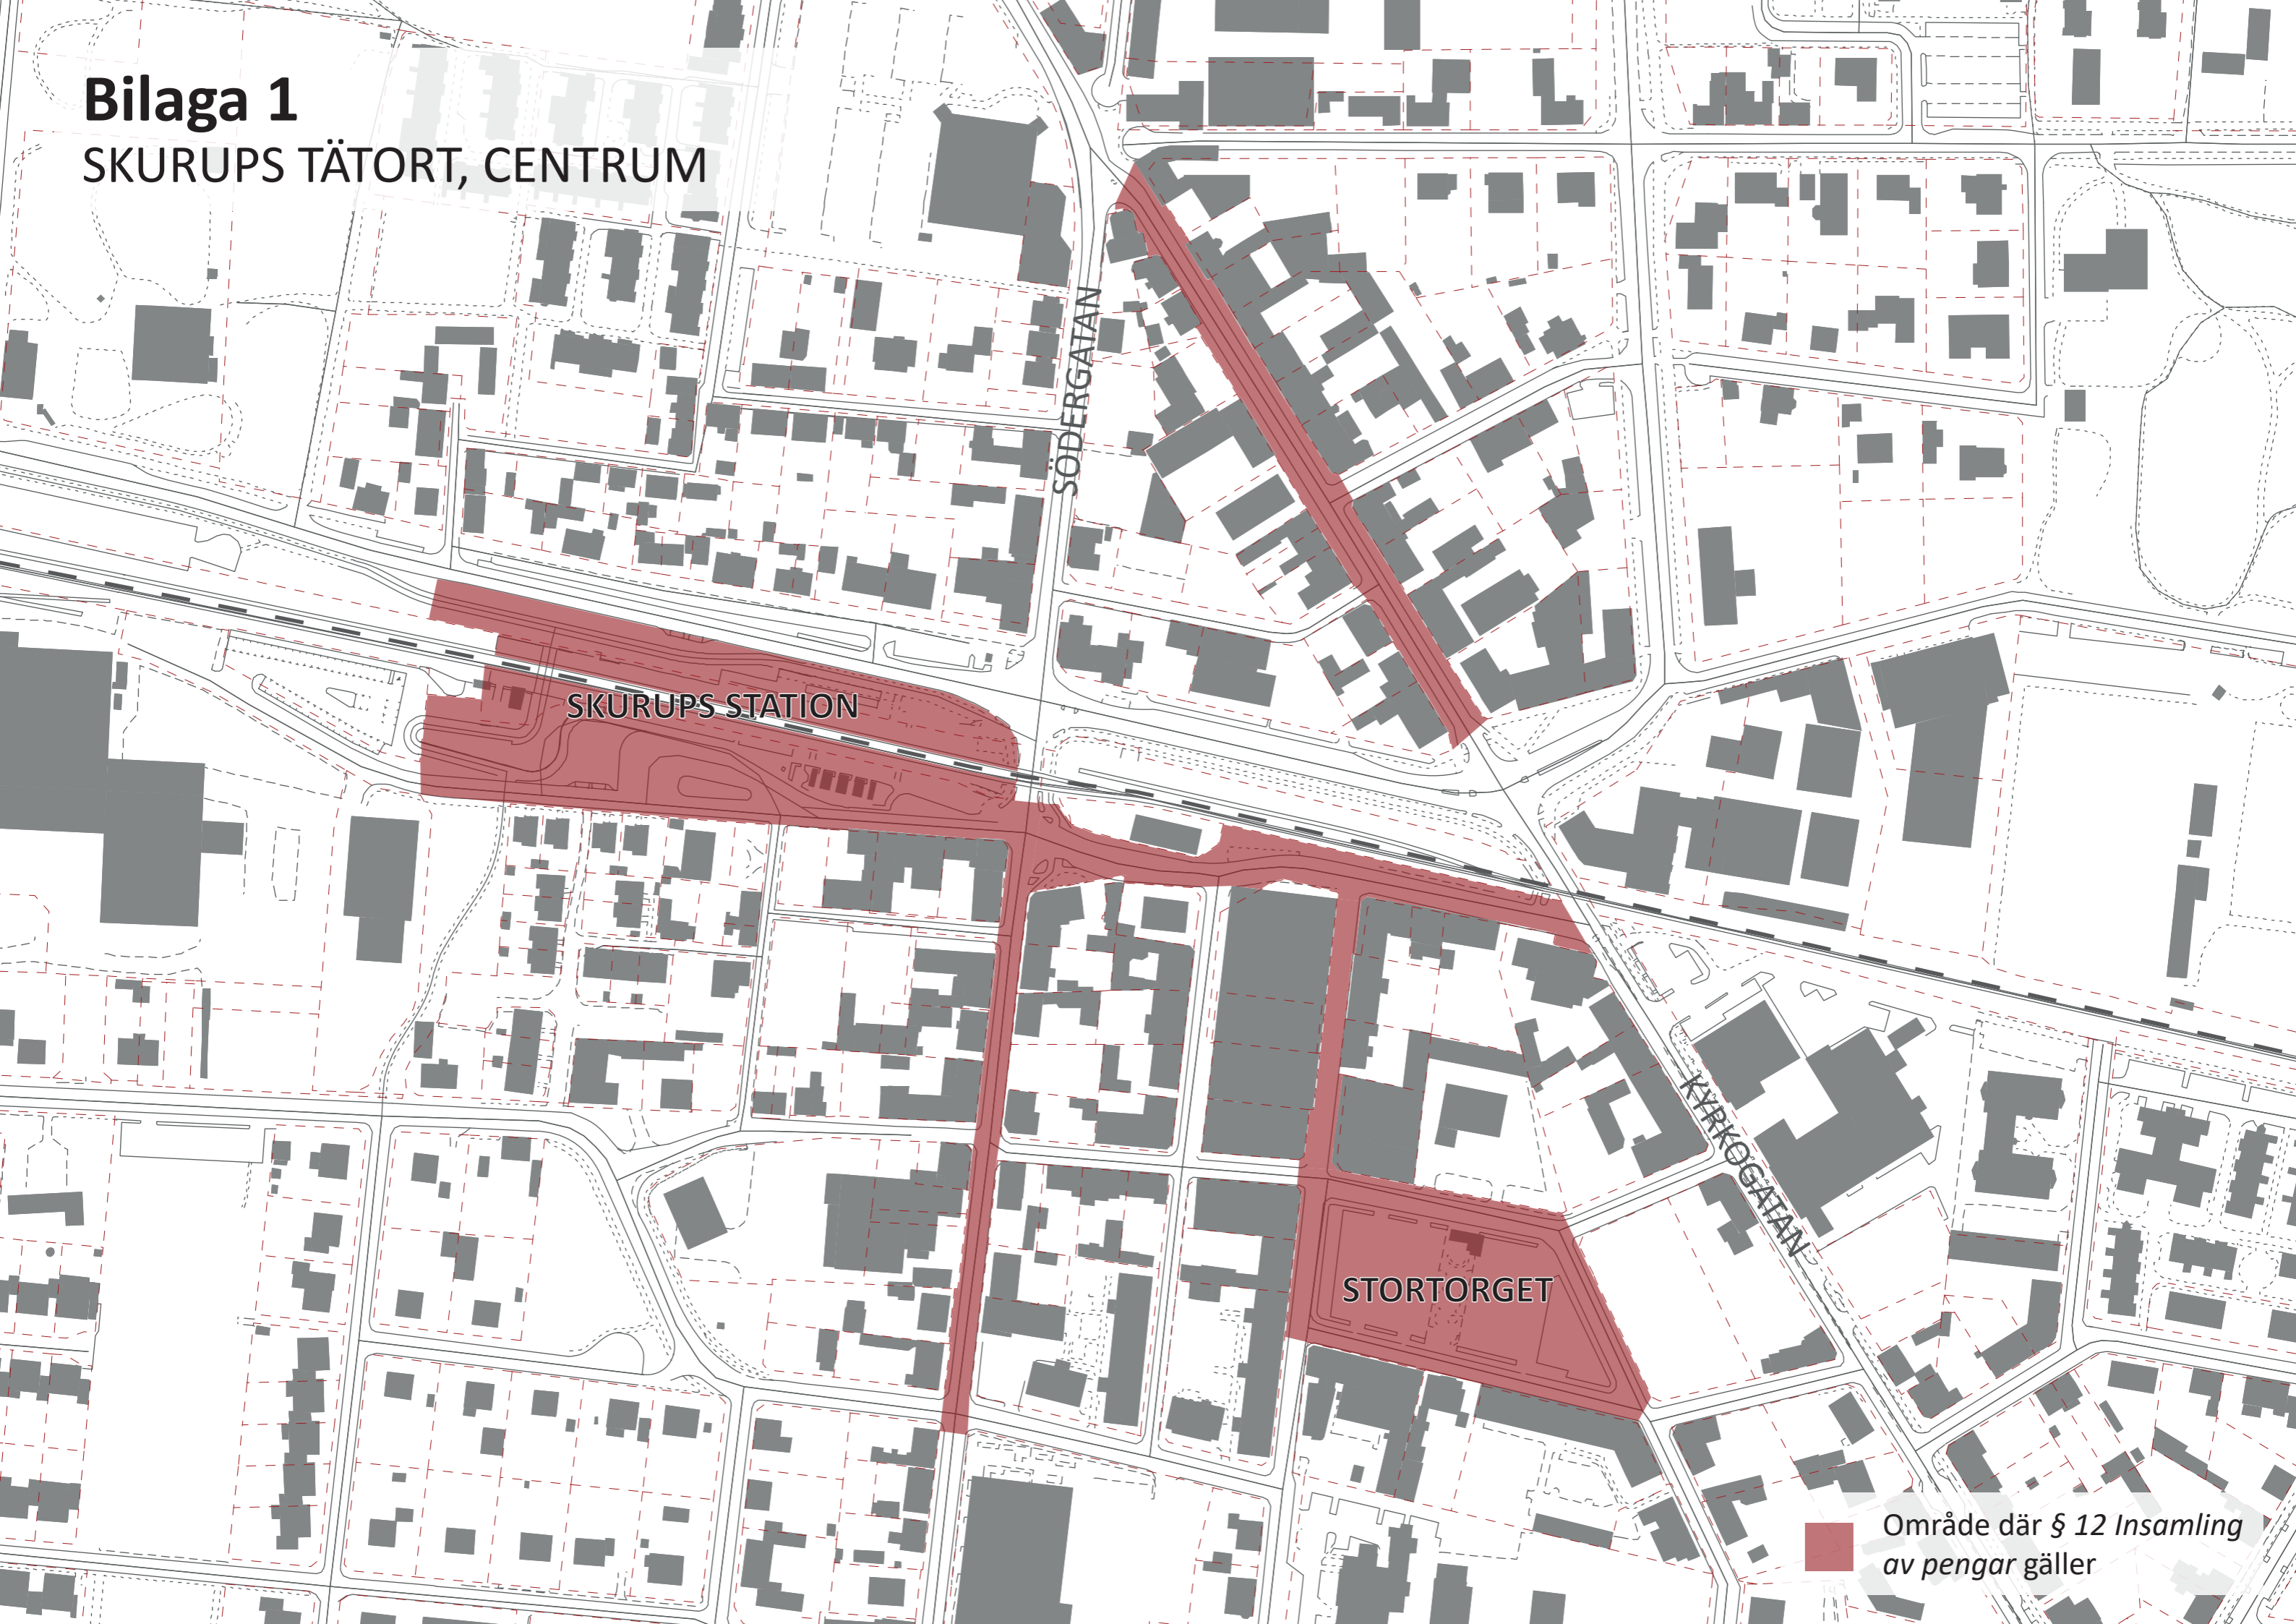 Bilaga 1
SKURUPS TÄTORT, CENTRUM
SÖDERGATAN
SKURUPS STATION
KYRKOGATAN
STORTORGET
Område där § 12 Insamling
av pengar gäller